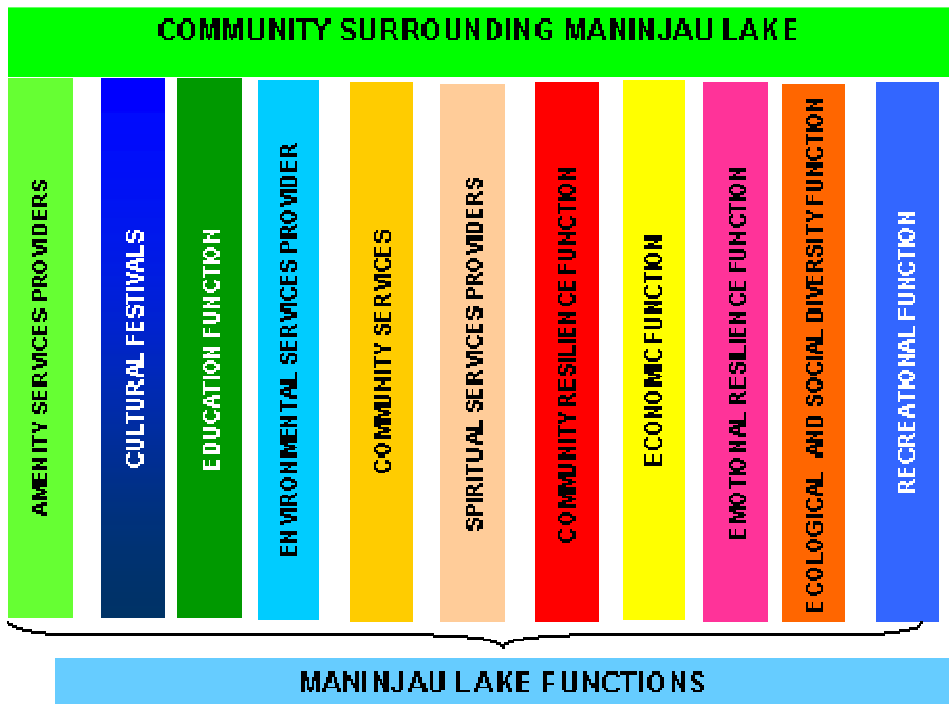 COMMUNITY SURROUNDING MANINJAU LAKE
AMENITY SERVICES PROVIDERS
CULTURAL FESTIVALS
EDUCATION FUNCTION
ENVIRONMENTAL SERVICES PROVIDER
COMMUNITY SERVICES
SPIRITUAL SERVICES PROVIDERS
COMMUNITY RESILIENCE FUNCTION
ECONOMIC FUNCTION
EMOTIONAL RESILIENCE FUNCTION
ECOLOGICAL AND SOCIAL DIVERSITY FUNCTION
RECREATIONAL FUNCTION
MANINJAU LAKE FUNCTIONS